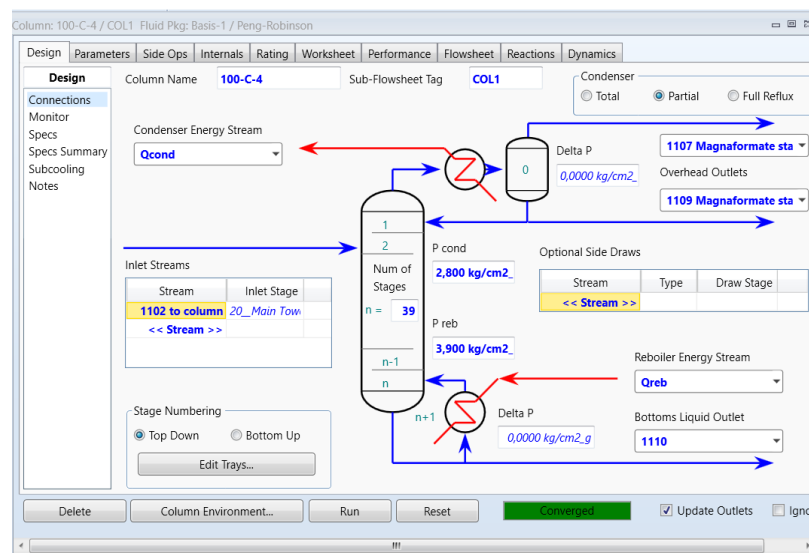 Column: 100-C-4 / COL1 Fluid Pkg: Basis-1 / Peng-Robinson
Design Parameters Side Ops Internals Rating Worksheet Performance Flowsheet Reactions Dynamics
Design
Connections
Monitor
Specs
Specs Summary
Subcooling
Notes
Column Name 100-C-4 Sub-Flowsheet Tag COL1
Condenser
Total Partial Full Reflux
Condenser Energy Stream
Qcond
0
Delta P
0,0000 kg/cm2_
1107 Magnaformate sta
Overhead Outlets
1109 Magnaformate sta
1
2
Num of
Stages
n = 39
n-1
n
n+1
P cond
2,800 kg/cm2_
P reb
3,900 kg/cm2_
Optional Side Draws
Stream Type Draw Stage
<< Stream >>
Inlet Streams
Stream Inlet Stage
1102 to column 20__Main Tow
<< Stream >>
Reboiler Energy Stream
Qreb
Delta P
0,0000 kg/cm2_g
Bottoms Liquid Outlet
1110
Stage Numbering
Top Down Bottom Up
Edit Trays...
Delete Column Environment... Run Reset Converged Update Outlets Igno